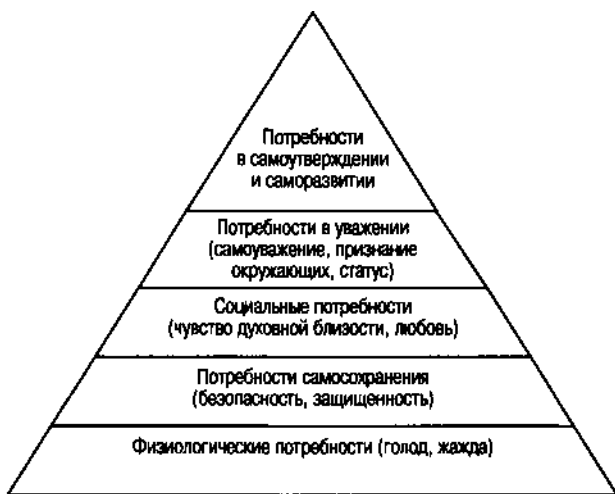 Потребности
в самоутверждении
и саморазвитии
Потребности в уважении
(самоуважение, признание
окружающих, статус)
Социальные потребности
(чувство духовной близости, любовь)
Потребности самосохранения
(безопасность, защищенность)
Физиологические потребности (голод, жажда)